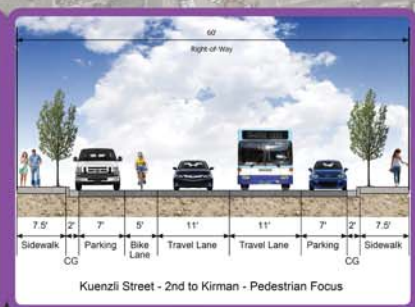 60'
Right-of-Way
7.5' 2' 7' 5' 11' 11' 7' 2' 7.5'
Sidewalk Parking Bike Lane Travel Lane Travel Lane Parking Sidewalk
CG CG
Kuenzli Street - 2nd to Kirman - Pedestrian Focus